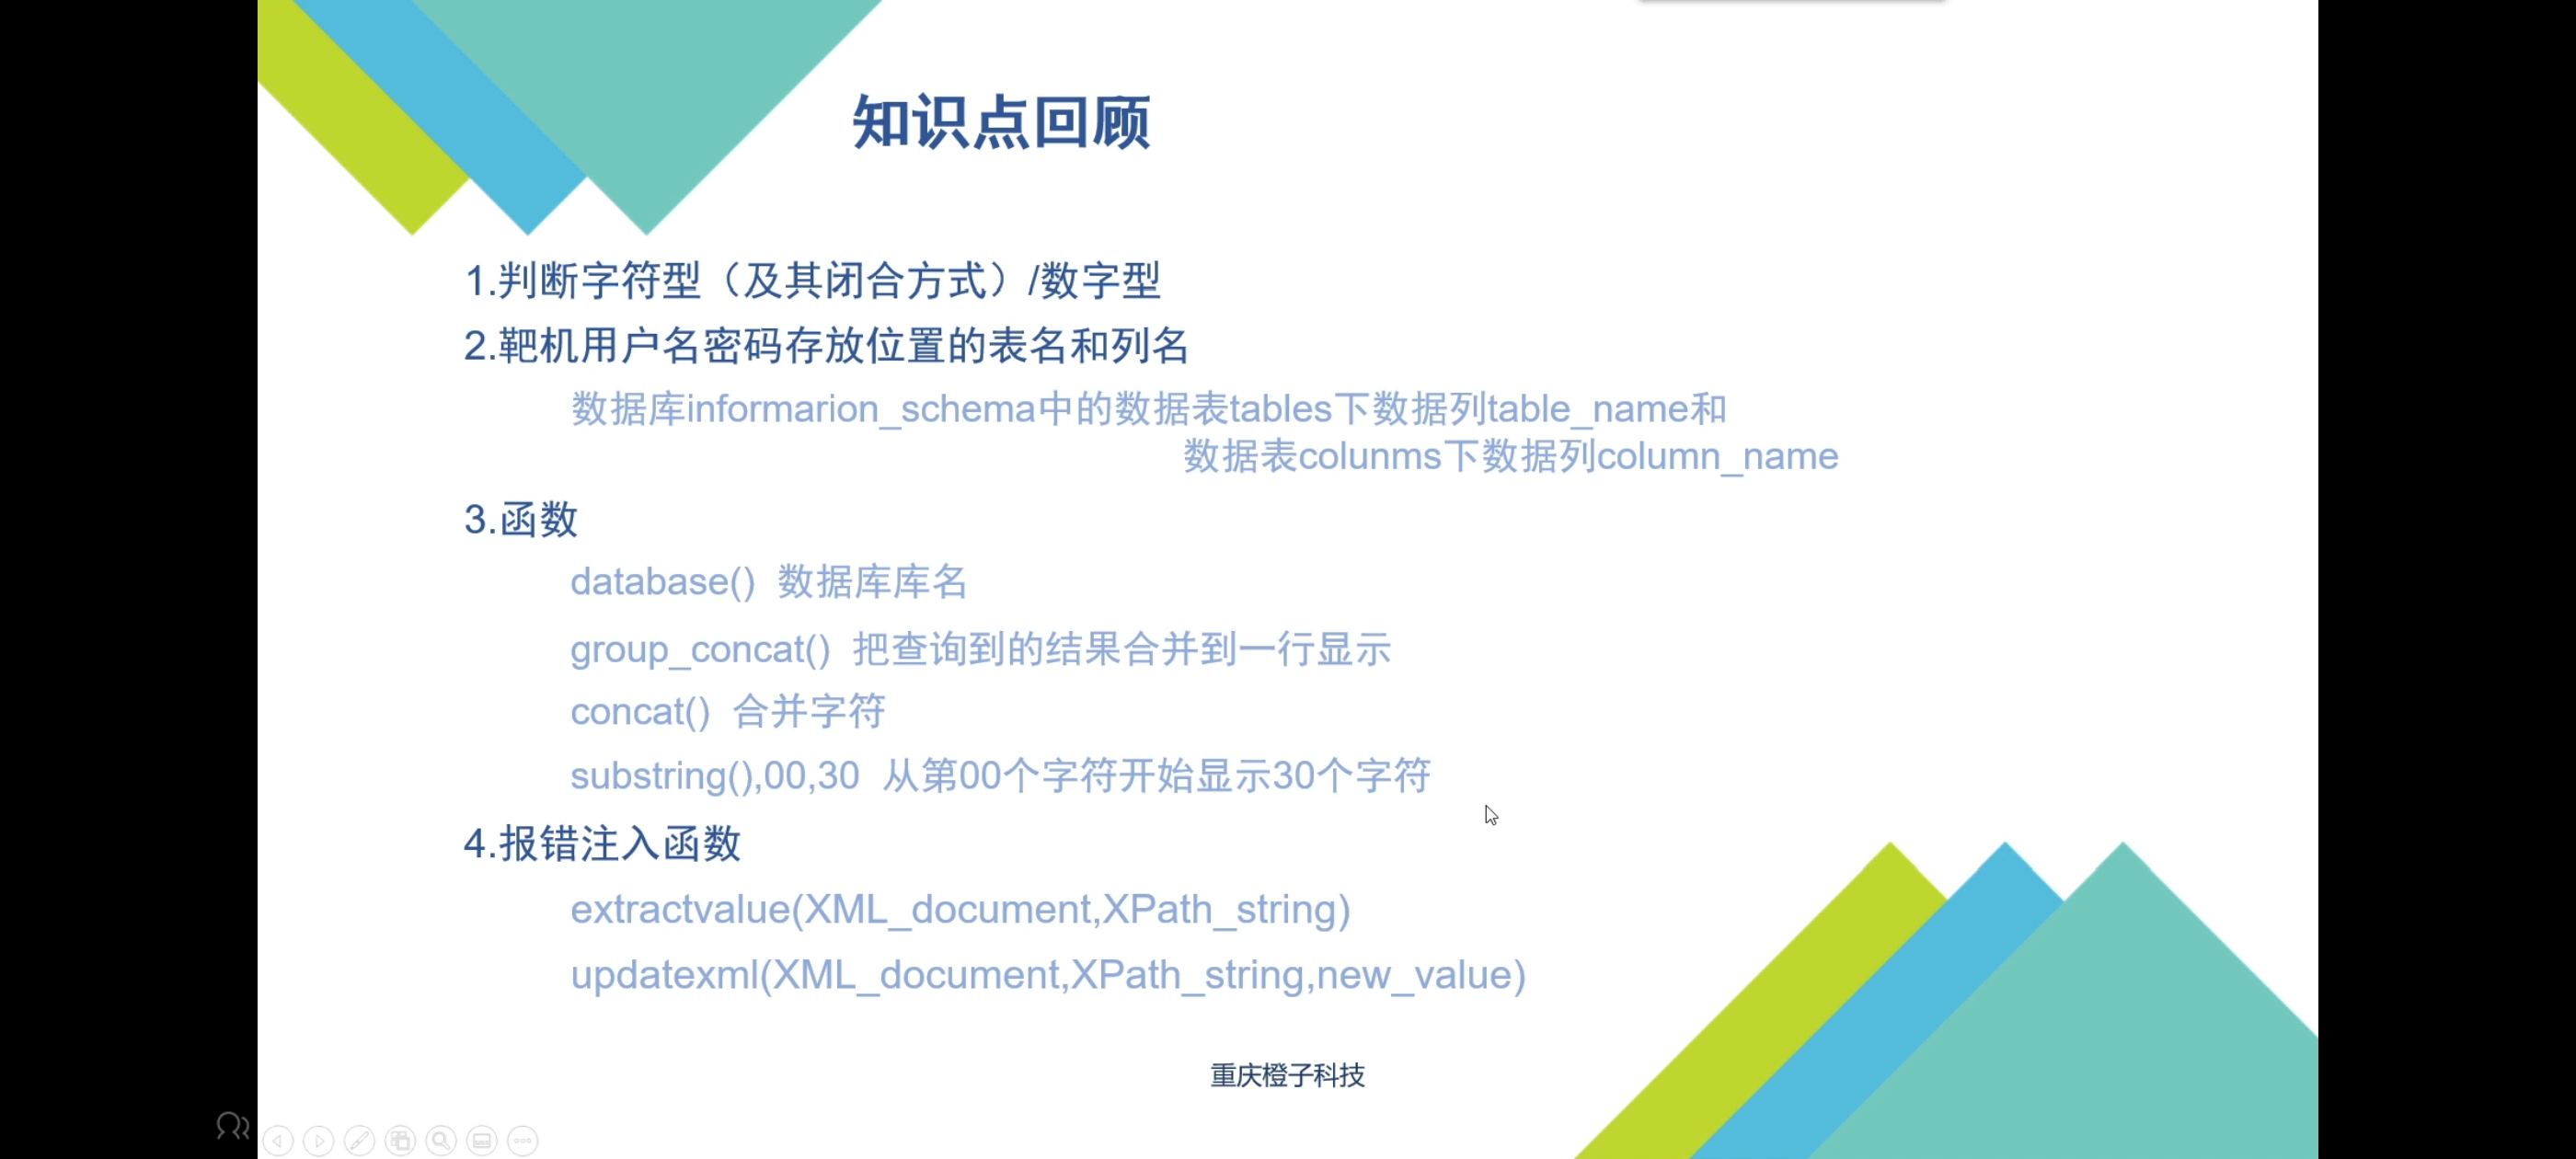 知识点回顾
1.判断字符型（及其闭合方式）/数字型
2.靶机用户名密码存放位置的表名和列名
数据库informarion_schema中的数据表tables下数据列table_name和
数据表colunms下数据列column_name
3.函数
database() 数据库库名
group_concat() 把查询到的结果合并到一行显示
concat() 合并字符
substring(),00,30 从第00个字符开始显示30个字符
4.报错注入函数
extractvalue(XML_document,XPath_string)
updatexml(XML_document,XPath_string,new_value)
重庆橙子科技